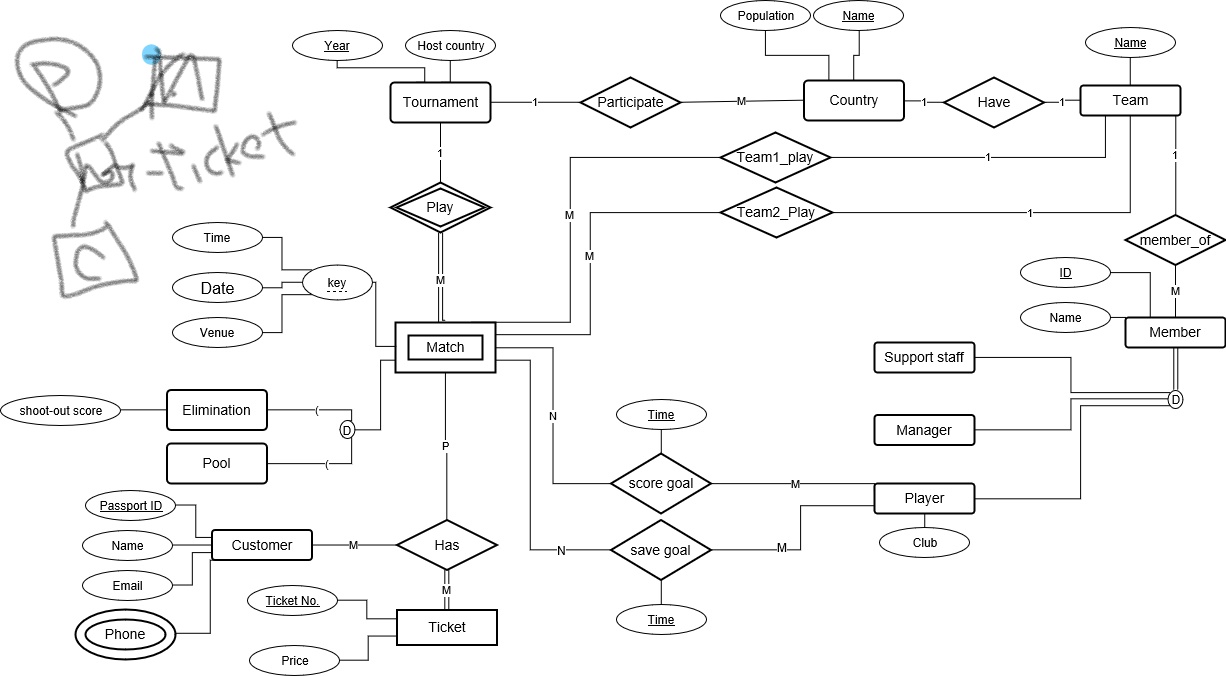 Population
Name
Year
Host country
Name
Tournament
1
Participate
M
Country
1
Have
1
Team
Team1_play
1
1
1
M
Team2_Play
1
Play
M
member_of
Time
ID
M
M
Date
key
Name
Venue
Match
Member
Support staff
Elimination
(
shoot-out score
D
D
N
Time
Manager
P
Pool
(
score goal
M
Player
Passport ID
Club
Name
Customer
M
Has
N
save goal
M
Email
M
Ticket No.
Phone
Ticket
Time
Price
P
M
ticket
C